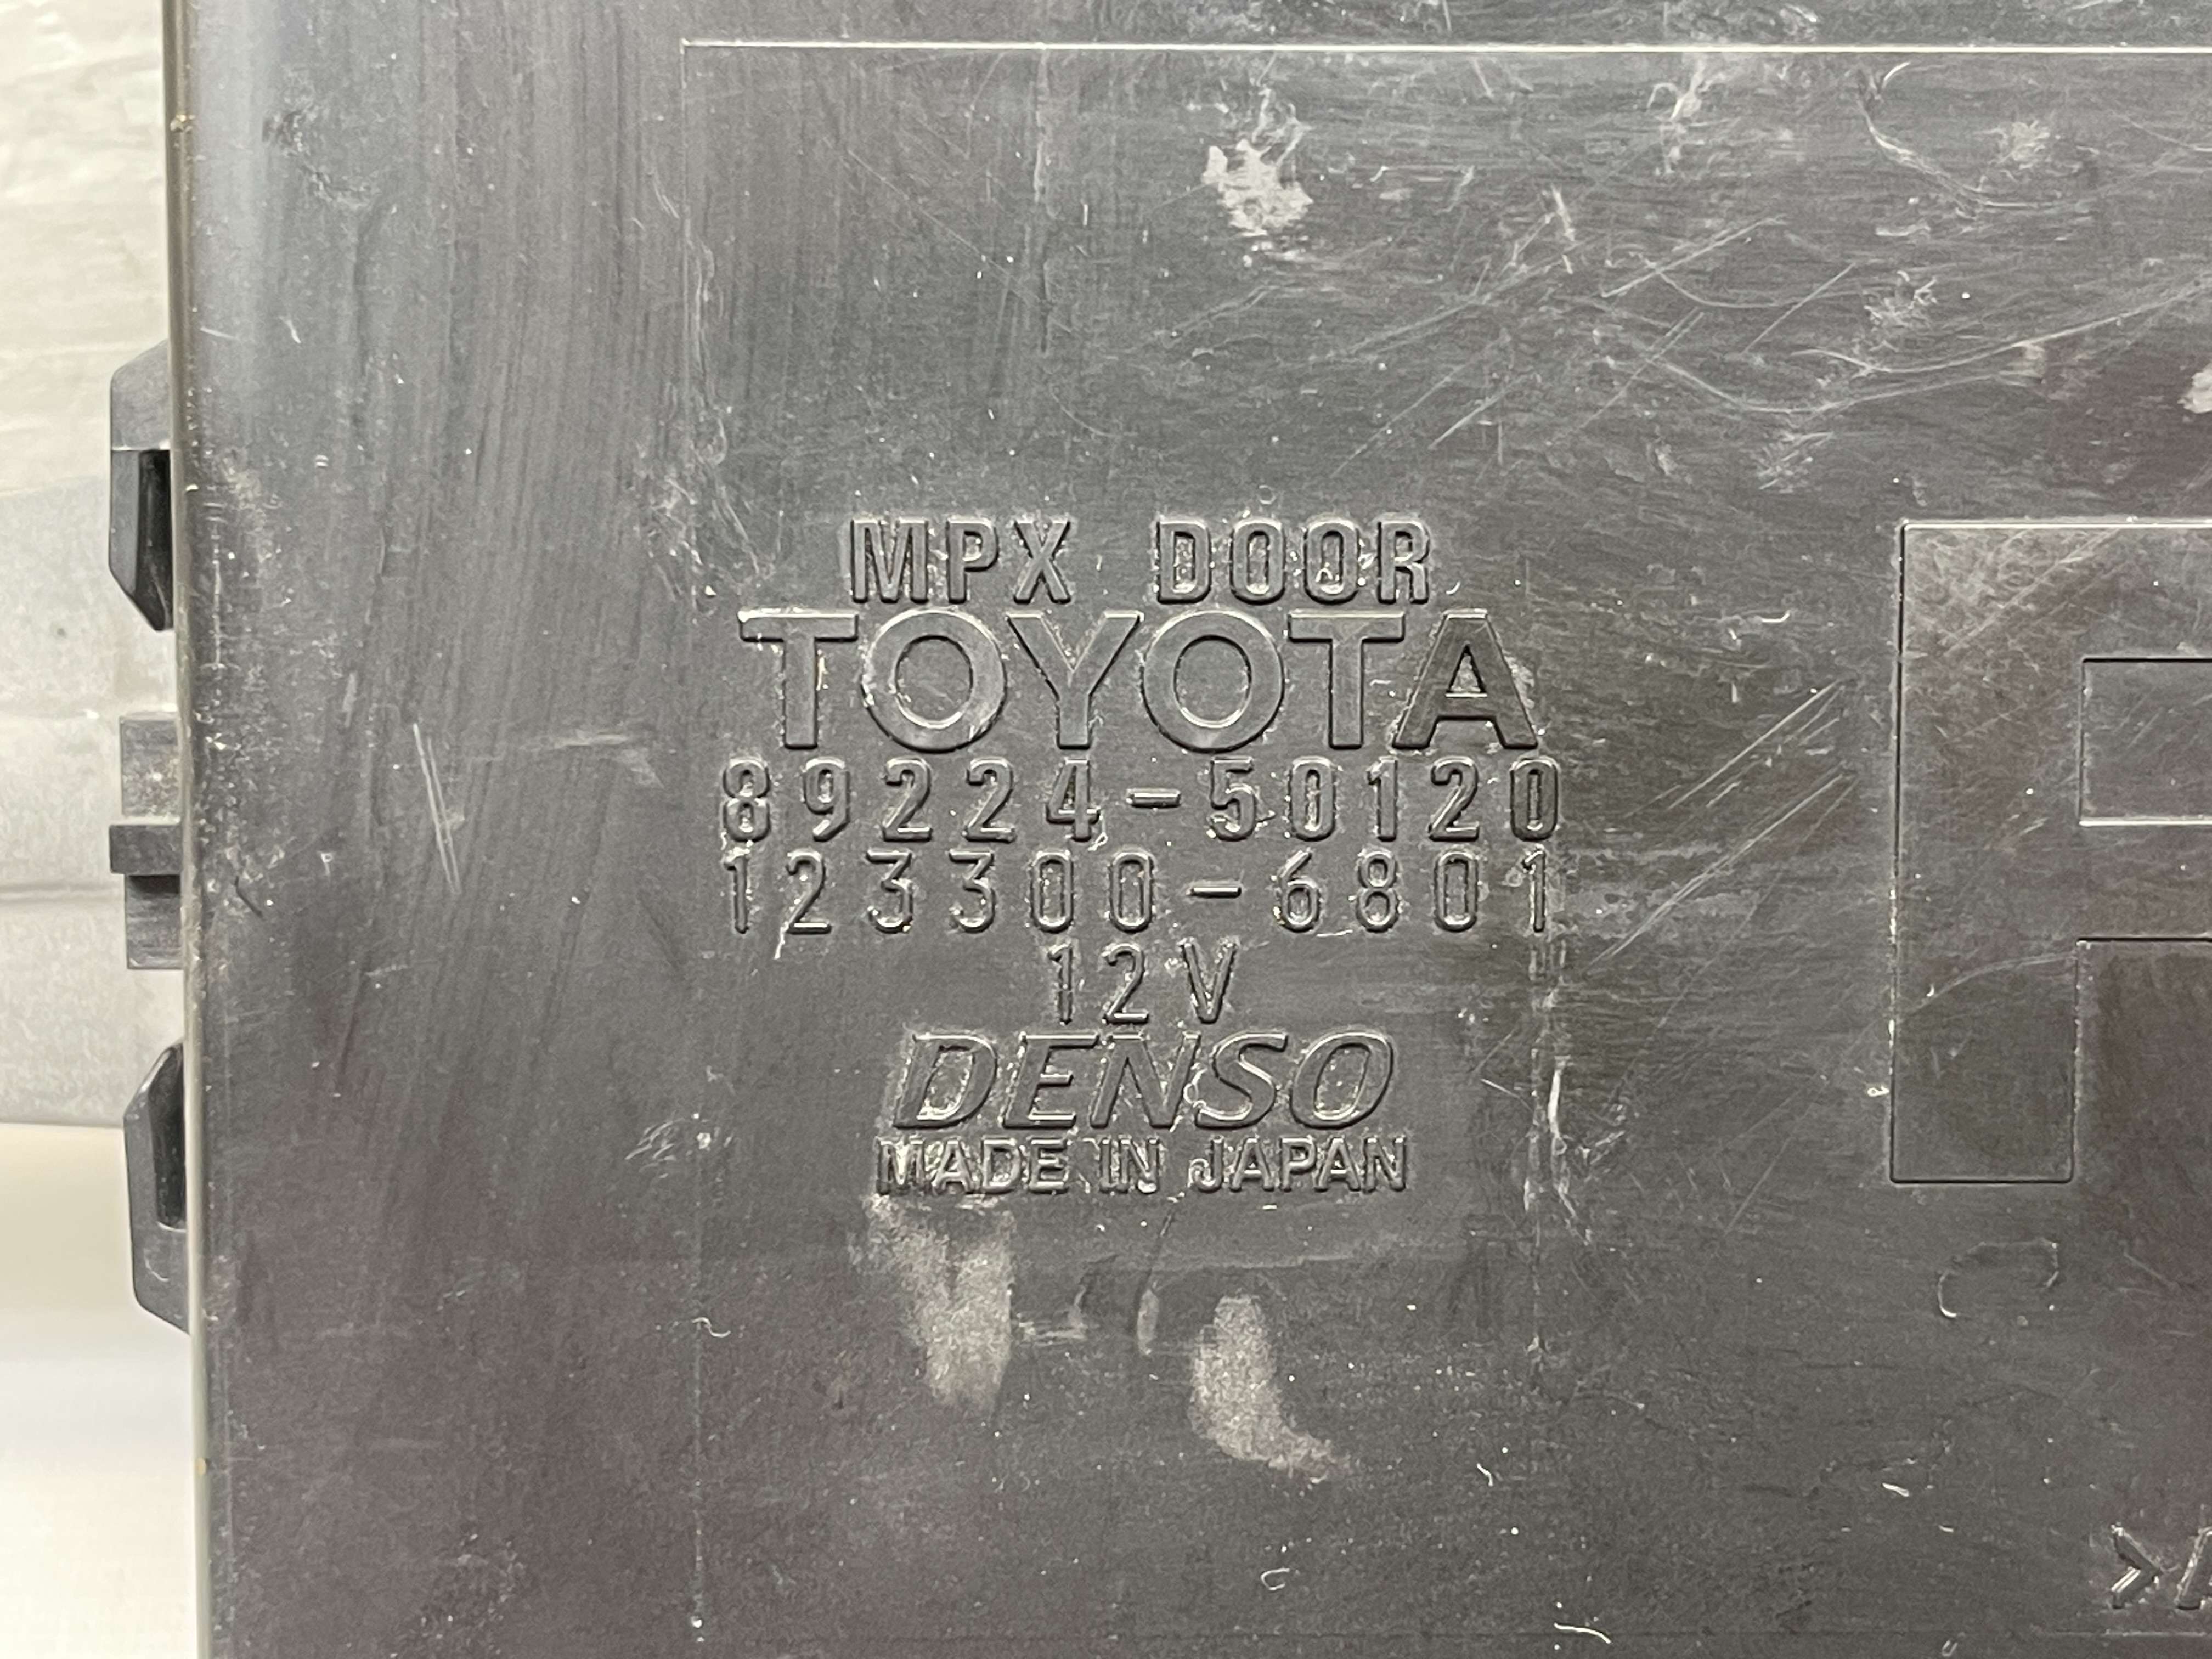 MPX DOOR
TOYOTA
89224-50120
123300-6801
12V
DENSO
MADE IN JAPAN